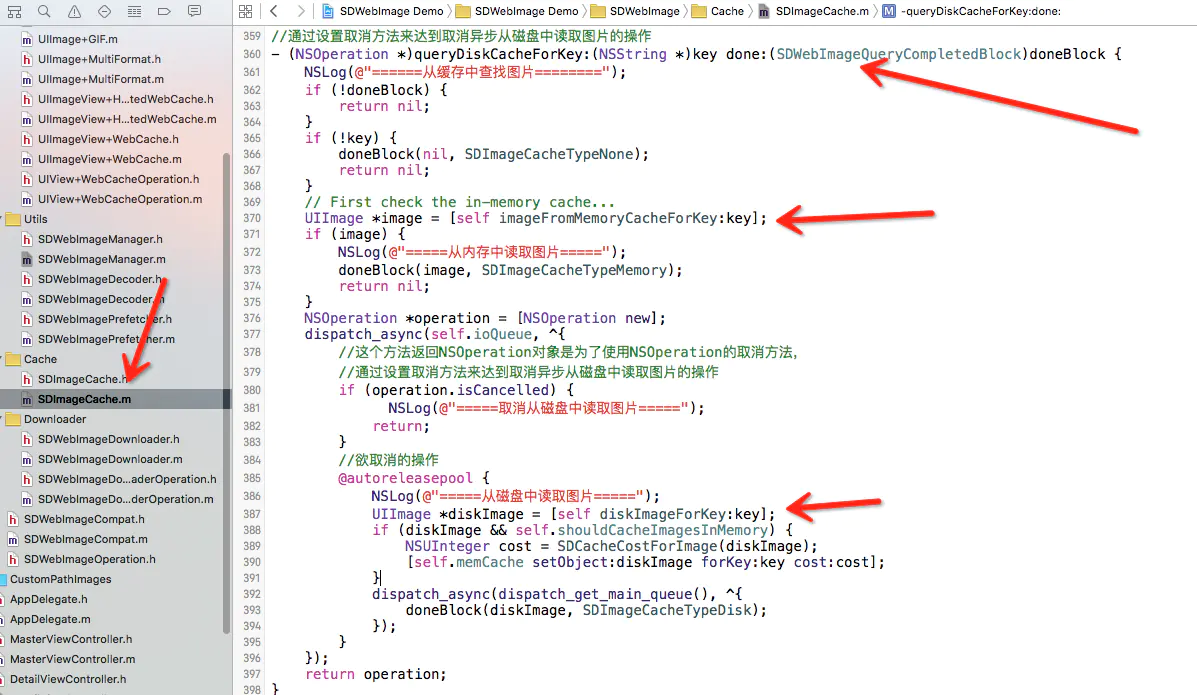 SDWebImage Demo
SDWebImage Demo
SDWebImage
Cache
SDImageCache.m
M -queryDiskCacheForKey:done:
m UIImage+GIF.m
h UIImage+MultiFormat.h
m UIImage+MultiFormat.m
h UIImageView+H...tedWebCache.h
m UIImageView+H...tedWebCache.m
h UIImageView+WebCache.h
m UIImageView+WebCache.m
h UIView+WebCacheOperation.h
m UIView+WebCacheOperation.m
Utils
h SDWebImageManager.h
m SDWebImageManager.m
h SDWebImageDecoder.h
m SDWebImageDecoder.m
h SDWebImagePrefetcher.h
m SDWebImagePrefetcher.m
Cache
h SDImageCache.h
m SDImageCache.m
Downloader
h SDWebImageDownloader.h
m SDWebImageDownloader.m
h SDWebImageDo...aderOperation.h
m SDWebImageDo...derOperation.m
h SDWebImageCompat.h
m SDWebImageCompat.m
h SDWebImageOperation.h
CustomPathImages
AppDelegate.h
AppDelegate.m
MasterViewController.h
MasterViewController.m
DetailViewController.h
359 //通过设置取消方法来达到取消异步从磁盘中读取图片的操作
360 - (NSOperation *)queryDiskCacheForKey:(NSString *)key done:(SDWebImageQueryCompletedBlock)doneBlock {
361 NSLog(@"======从缓存中查找图片========");
362 if (!doneBlock) {
363 return nil;
364 }
365 if (!key) {
366 doneBlock(nil, SDImageCacheTypeNone);
367 return nil;
368 }
369 // First check the in-memory cache...
370 UIImage *image = [self imageFromMemoryCacheForKey:key];
371 if (image) {
372 NSLog(@"=====从内存中读取图片=====");
373 doneBlock(image, SDImageCacheTypeMemory);
374 return nil;
375 }
376 NSOperation *operation = [NSOperation new];
377 dispatch_async(self.ioQueue, ^{
378 //这个方法返回NSOperation对象是为了使用NSOperation的取消方法,
379 //通过设置取消方法来达到取消异步从磁盘中读取图片的操作
380 if (operation.isCancelled) {
381 NSLog(@"=====取消从磁盘中读取图片=====");
382 return;
383 }
384 //欲取消的操作
385 @autoreleasepool {
386 NSLog(@"=====从磁盘中读取图片=====");
387 UIImage *diskImage = [self diskImageForKey:key];
388 if (diskImage && self.shouldCacheImagesInMemory) {
389 NSUInteger cost = SDCacheCostForImage(diskImage);
390 [self.memCache setObject:diskImage forKey:key cost:cost];
391 }
392 dispatch_async(dispatch_get_main_queue(), ^{
393 doneBlock(diskImage, SDImageCacheTypeDisk);
394 });
395 }
396 });
397 return operation;
398 }